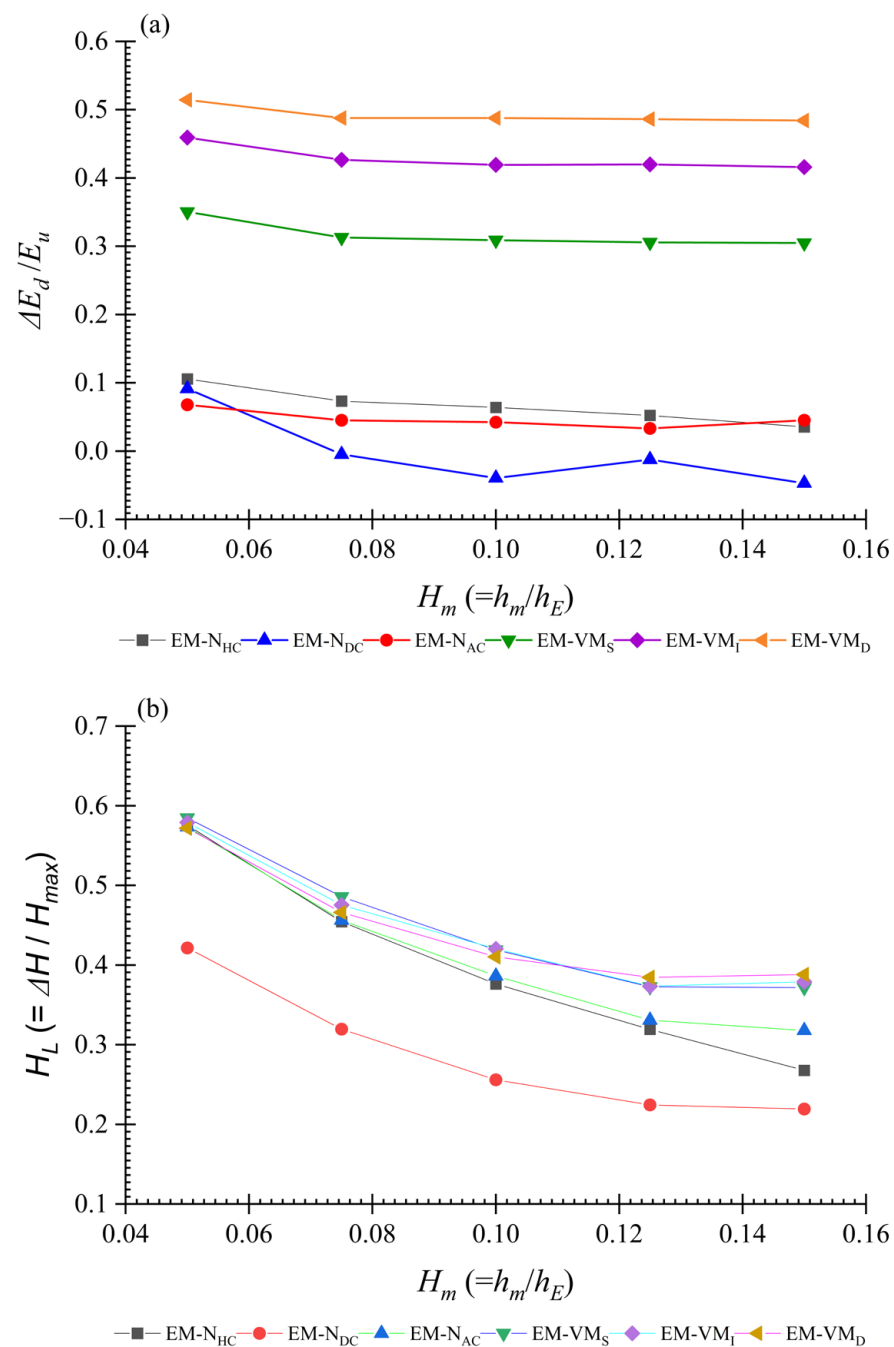 (a)
0.6
0.5
0.4
0.3
0.2
0.1
0.0
−0.1
ΔE_d /E_u
0.04 0.06 0.08 0.10 0.12 0.14 0.16
H_m (=h_m/h_E)
EM-N_HC EM-N_DC EM-N_AC EM-VM_S EM-VM_I EM-VM_D
(b)
0.7
0.6
0.5
0.4
0.3
0.2
0.1
H_L (= ΔH / H_max)
0.04 0.06 0.08 0.10 0.12 0.14 0.16
H_m (=h_m/h_E)
EM-N_HC EM-N_DC EM-N_AC EM-VM_S EM-VM_I EM-VM_D